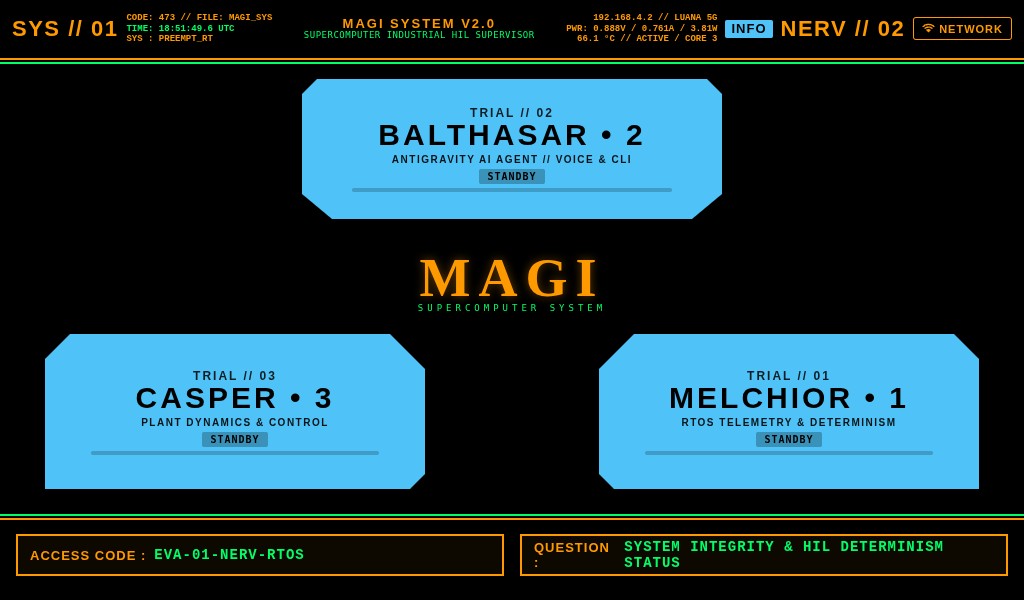 SYS // 01
CODE: 473 // FILE: MAGI_SYS
TIME: 18:51:49.6 UTC
SYS : PREEMPT_RT
MAGI SYSTEM V2.0
SUPERCOMPUTER INDUSTRIAL HIL SUPERVISOR
192.168.4.2 // LUANA 5G
PWR: 0.888V / 0.761A / 3.81W
66.1 °C // ACTIVE / CORE 3
INFO
NERV // 02
NETWORK
TRIAL // 02
BALTHASAR • 2
ANTIGRAVITY AI AGENT // VOICE & CLI
STANDBY
MAGI
SUPERCOMPUTER SYSTEM
TRIAL // 03
CASPER • 3
PLANT DYNAMICS & CONTROL
STANDBY
TRIAL // 01
MELCHIOR • 1
RTOS TELEMETRY & DETERMINISM
STANDBY
ACCESS CODE : EVA-01-NERV-RTOS
QUESTION : SYSTEM INTEGRITY & HIL DETERMINISM
STATUS